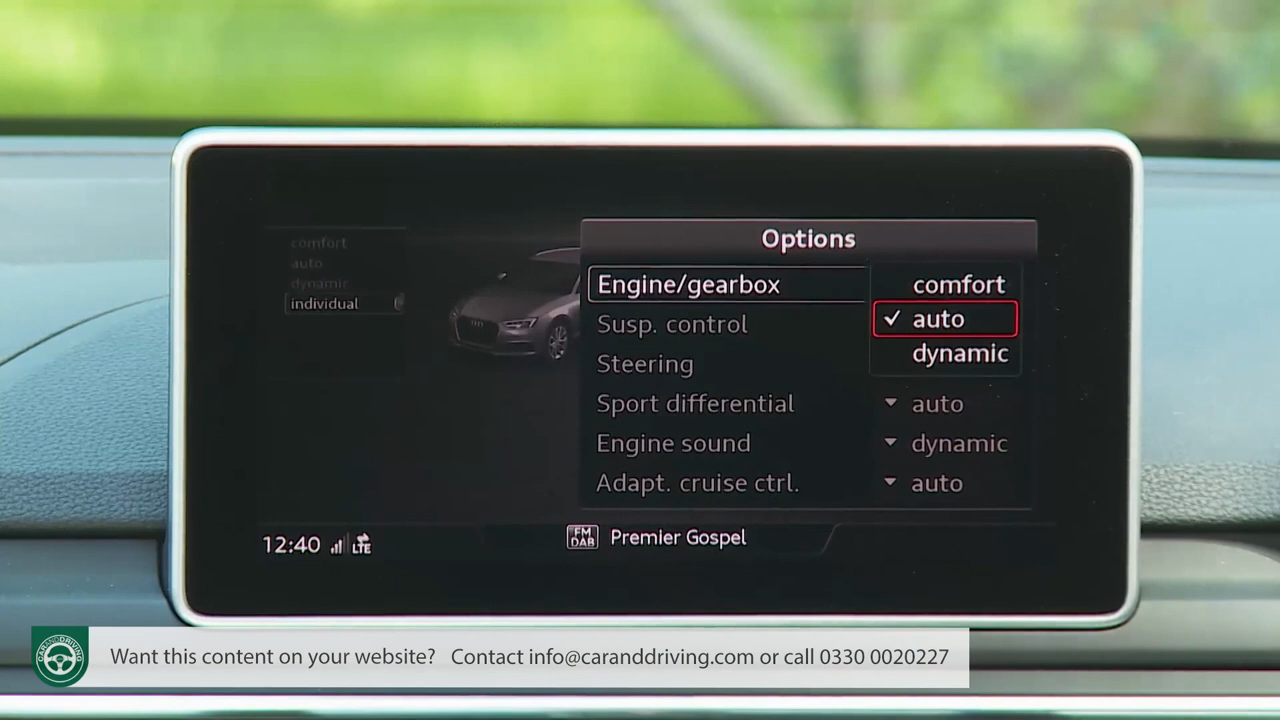 comfort
auto
dynamic
individual
Options
Engine/gearbox
comfort
✓ auto
dynamic
Susp. control
Steering
Sport differential
auto
Engine sound
dynamic
Adapt. cruise ctrl.
auto
12:40
LTE
FM
DAB
Premier Gospel
CARANDDRIVING
Want this content on your website? Contact info@caranddriving.com or call 0330 0020227